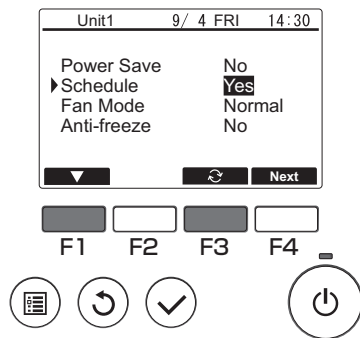 Unit1 9/ 4 FRI 14:30
Power Save No
Schedule Yes
Fan Mode Normal
Anti-freeze No
Next
F1 F2 F3 F4